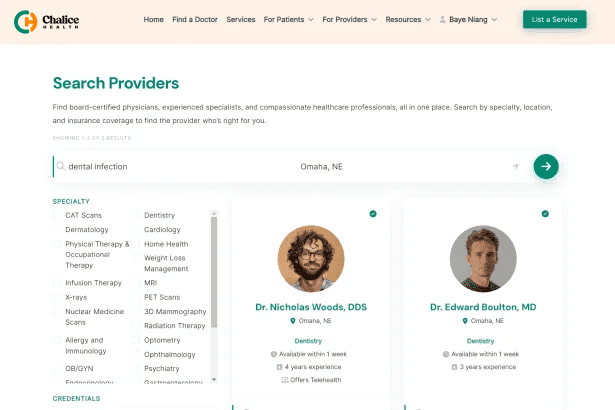 Chalice
HEALTH
Home Find a Doctor Services For Patients For Providers Resources Baye Niang List a Service
Search Providers
Find board-certified physicians, experienced specialists, and compassionate healthcare professionals, all in one place. Search by specialty, location,
and insurance coverage to find the provider who's right for you.
SHOWING 1-2 OF 2 RESULTS
dental infection Omaha, NE
SPECIALTY
CAT Scans
Dermatology
Physical Therapy &
Occupational
Therapy
Infusion Therapy
X-rays
Nuclear Medicine
Scans
Allergy and
Immunology
OB/GYN
Endocrinology
Dentistry
Cardiology
Home Health
Weight Loss
Management
MRI
PET Scans
3D Mammography
Radiation Therapy
Optometry
Ophthalmology
Psychiatry
Gastroenterology
CREDENTIALS
Dr. Nicholas Woods, DDS
Omaha, NE
Dentistry
Available within 1 week
4 years experience
Offers Telehealth
Dr. Edward Boulton, MD
Omaha, NE
Dentistry
Available within 1 week
3 years experience